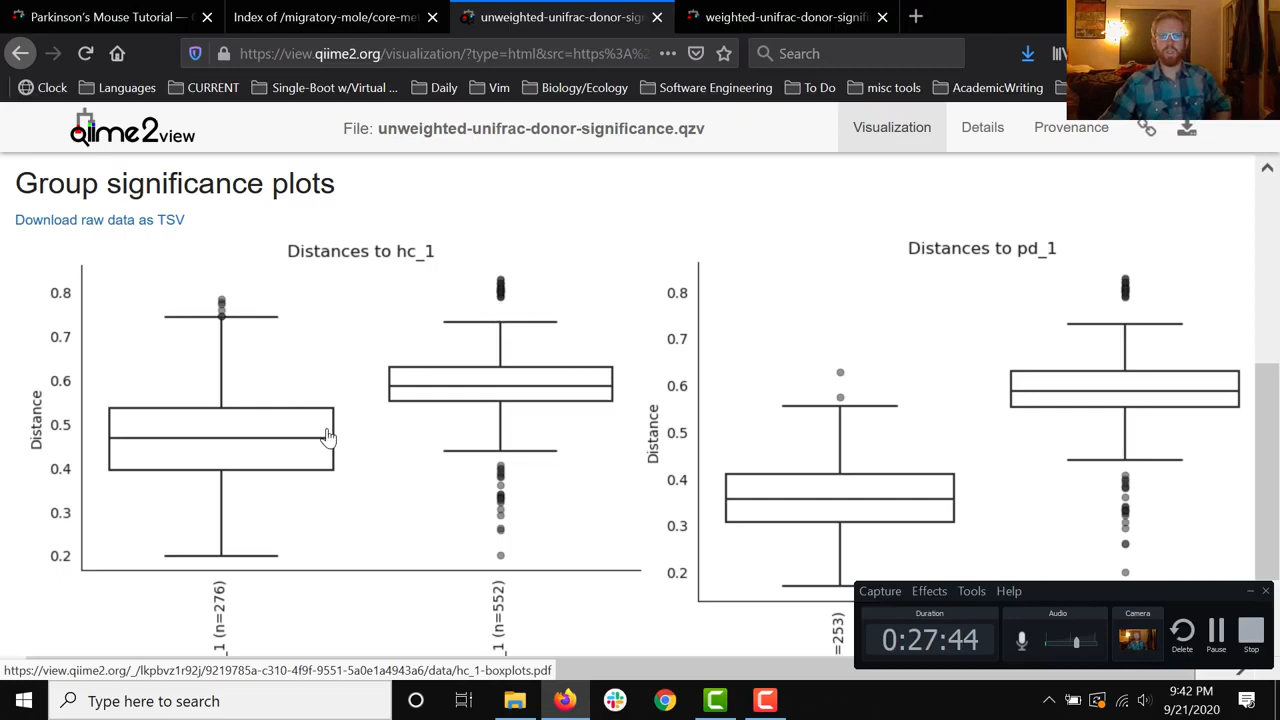 Parkinson's Mouse Tutorial —
Index of /migratory-mole/core-met
unweighted-unifrac-donor-sign
weighted-unifrac-donor-signifi
https://view.qiime2.org/visualization/?type=html&src=https%3A%2
Search
Clock
Languages
CURRENT
Single-Boot w/Vin
Daily
Vim
Biology/Ecology
Software Engineering
To Do
misc tools
AcademicWriting
qiime2view
File: unweighted-unifrac-donor-significance.qzv
Visualization
Details
Provenance
Group significance plots
Download raw data as TSV
Distances to hc_1
Distance
0.8
0.7
0.6
0.5
0.4
0.3
0.2
_1 (n=276)
1 (n=552)
Distances to pd_1
Distance
0.8
0.7
0.6
0.5
0.4
0.3
0.2
=253)
Capture Effects Tools Help
Duration
0:27:44
Audio
Camera
Delete
Pause
Stop
https://view.qiime2.org/_/lkpbvz1r92j/9219785a-c310-4f9f-9551-5a0e1a4943a6/data/hc_1-boxplots.pdf
Type here to search
9:42 PM
9/21/2020